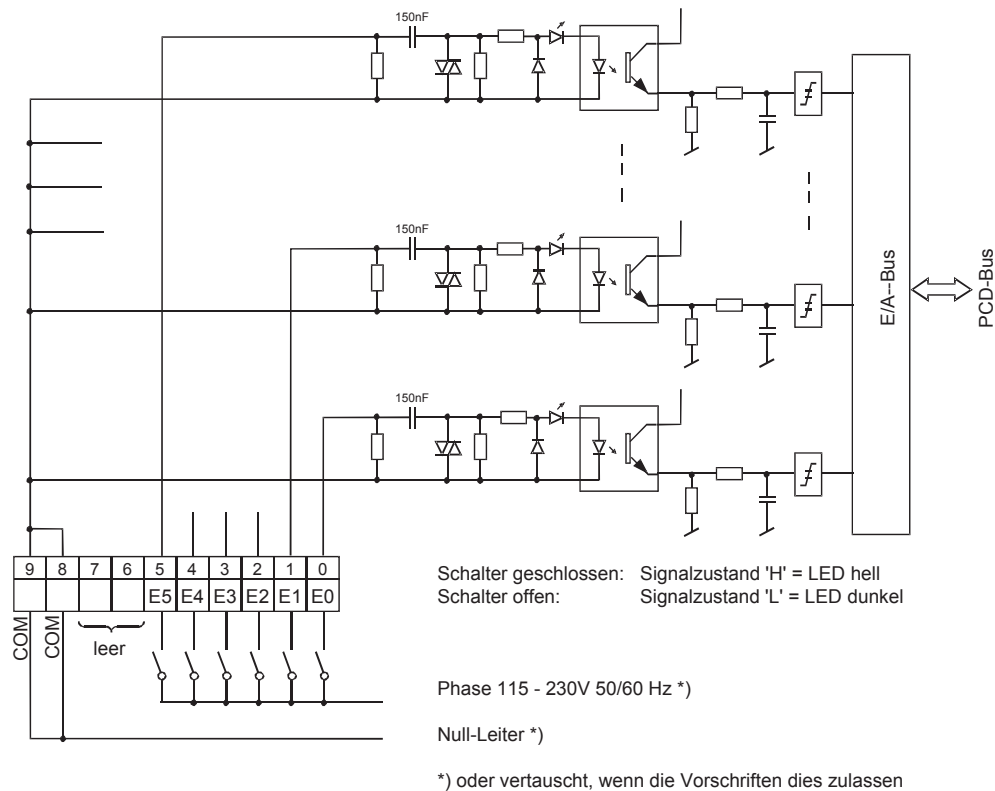 150nF
150nF
150nF
E/A--Bus
PCD-Bus
9 8 7 6 5 4 3 2 1 0
E5 E4 E3 E2 E1 E0
COM
COM
leer
Schalter geschlossen: Signalzustand 'H' = LED hell
Schalter offen: Signalzustand 'L' = LED dunkel
Phase 115 - 230V 50/60 Hz *)
Null-Leiter *)
*) oder vertauscht, wenn die Vorschriften dies zulassen